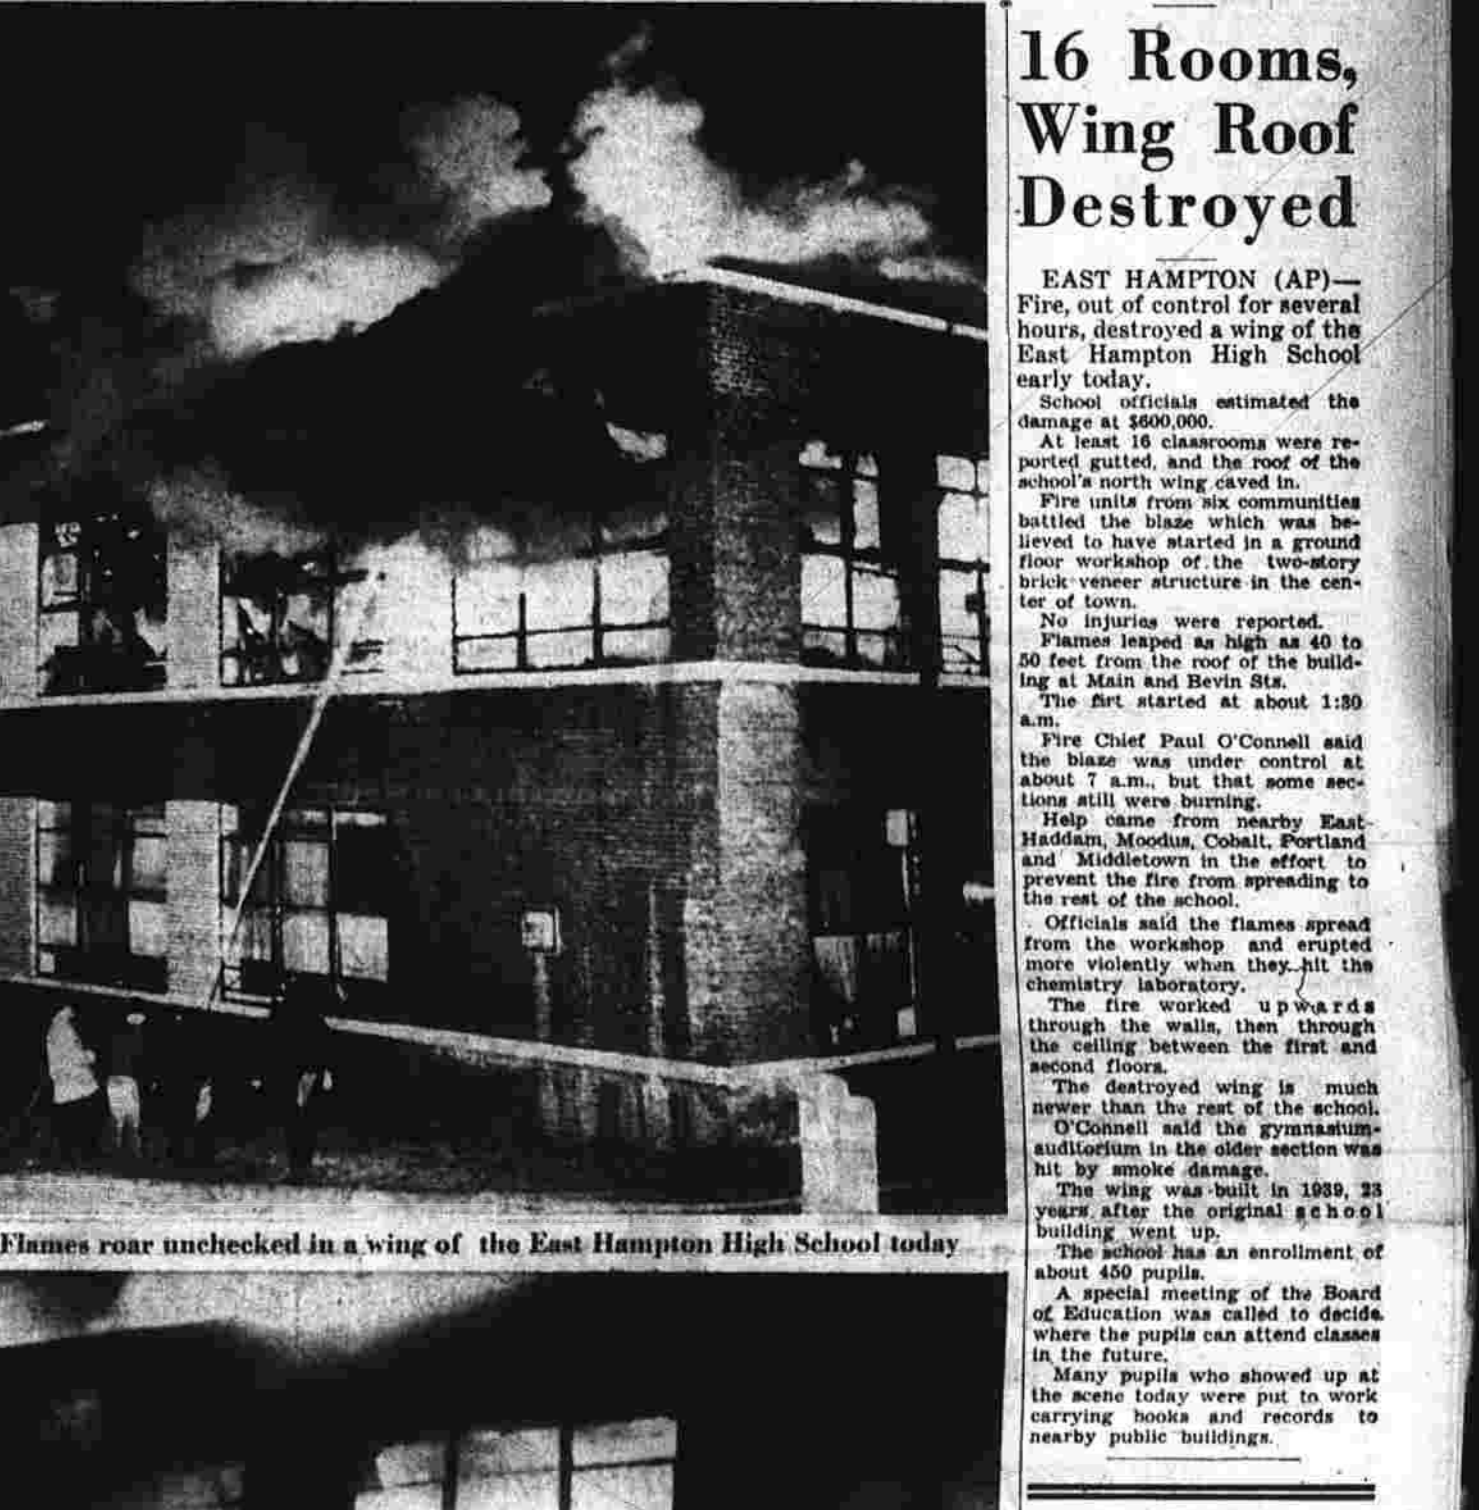 16 Rooms,
Wing Roof
Destroyed
EAST HAMPTON (AP)—
Fire, out of control for several
hours, destroyed a wing of the
East Hampton High School
early today.
School officials estimated the
damage at $600,000.
At least 16 classrooms were re-
ported gutted, and the roof of the
school's north wing caved in.
Fire units from six communities
battled the blaze which was be-
lieved to have started in a ground
floor workshop of the two-story
brick veneer structure in the cen-
ter of town.
No injuries were reported.
Flames leaped as high as 40 to
50 feet from the roof of the build-
ing at Main and Bevin Sts.
The firt started at about 1:30
a.m.
Fire Chief Paul O'Connell said
the blaze was under control at
about 7 a.m., but that some sec-
tions still were burning.
Help came from nearby East
Haddam, Moodus, Cobalt, Portland
and Middletown in the effort to
prevent the fire from spreading to
the rest of the school.
Officials said the flames spread
from the workshop and erupted
more violently when they hit the
chemistry laboratory.
The fire worked upwards
through the walls, then through
the ceiling between the first and
second floors.
The destroyed wing is much
newer than the rest of the school.
O'Connell said the gymnasium-
auditorium in the older section was
hit by smoke damage.
The wing was built in 1939, 23
years after the original school
building went up.
The school has an enrollment of
about 450 pupils.
A special meeting of the Board
of Education was called to decide
where the pupils can attend classes
in the future.
Many pupils who showed up at
the scene today were put to work
carrying books and records to
nearby public buildings.
Flames roar unchecked in a wing of the East Hampton High School today